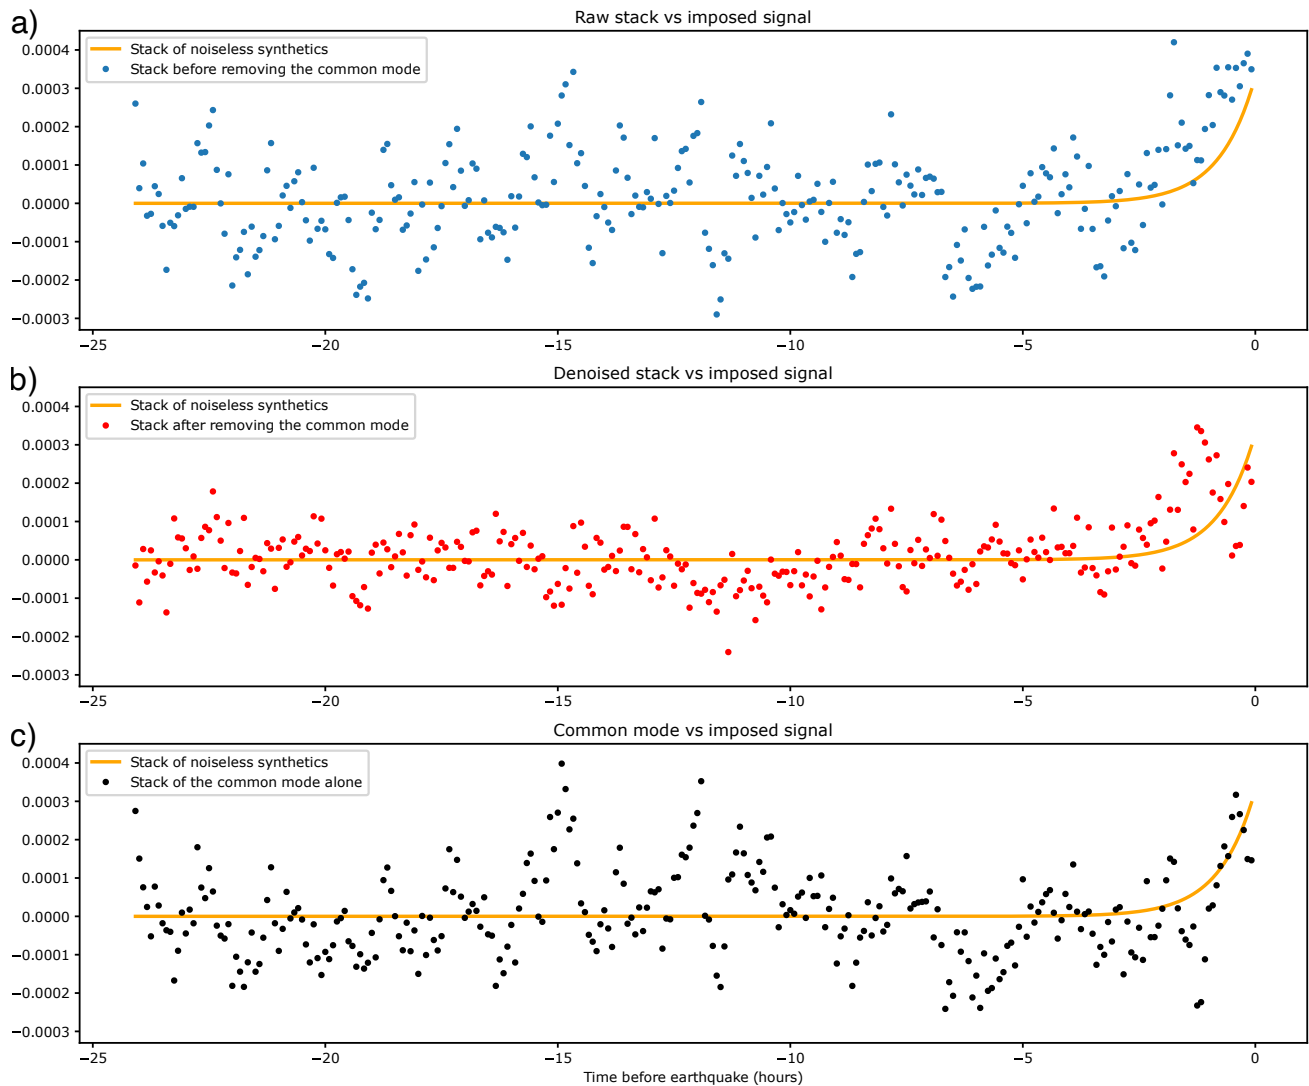 a)
Raw stack vs imposed signal
Stack of noiseless synthetics
Stack before removing the common mode
0.0004
0.0003
0.0002
0.0001
0.0000
−0.0001
−0.0002
−0.0003
−25 −20 −15 −10 −5 0
b)
Denoised stack vs imposed signal
Stack of noiseless synthetics
Stack after removing the common mode
0.0004
0.0003
0.0002
0.0001
0.0000
−0.0001
−0.0002
−0.0003
−25 −20 −15 −10 −5 0
c)
Common mode vs imposed signal
Stack of noiseless synthetics
Stack of the common mode alone
0.0004
0.0003
0.0002
0.0001
0.0000
−0.0001
−0.0002
−0.0003
−25 −20 −15 −10 −5 0
Time before earthquake (hours)